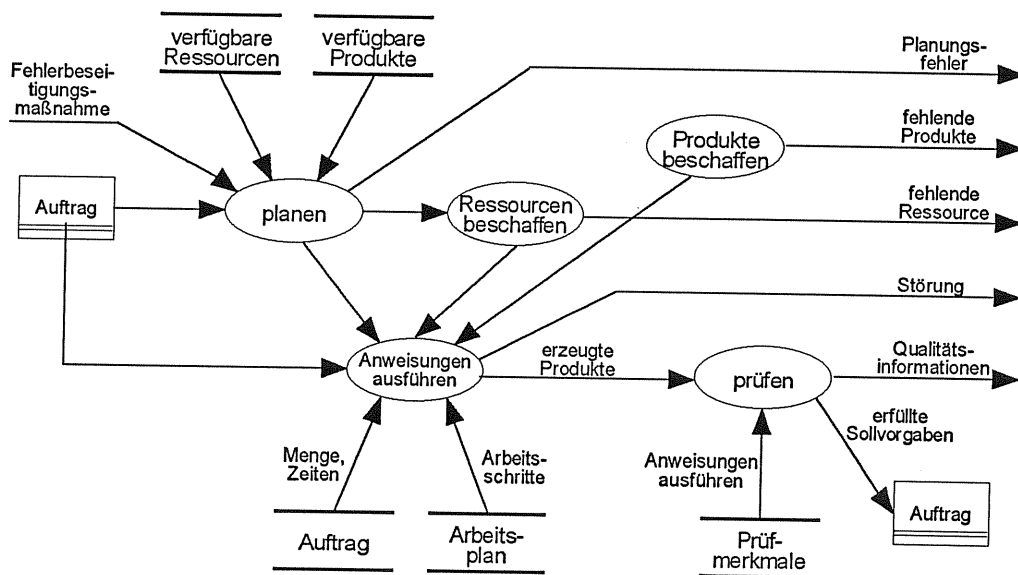 verfügbare
Ressourcen
verfügbare
Produkte
Planungs-
fehler
Fehlerbesei-
tigungs-
maßnahme
fehlende
Produkte
Produkte
beschaffen
Auftrag
planen
Ressourcen
beschaffen
fehlende
Ressource
Störung
Anweisungen
ausführen
erzeugte
Produkte
prüfen
Qualitäts-
informationen
erfüllte
Sollvorgaben
Menge,
Zeiten
Arbeits-
schritte
Anweisungen
ausführen
Auftrag
Auftrag
Arbeits-
plan
Prüf-
merkmale